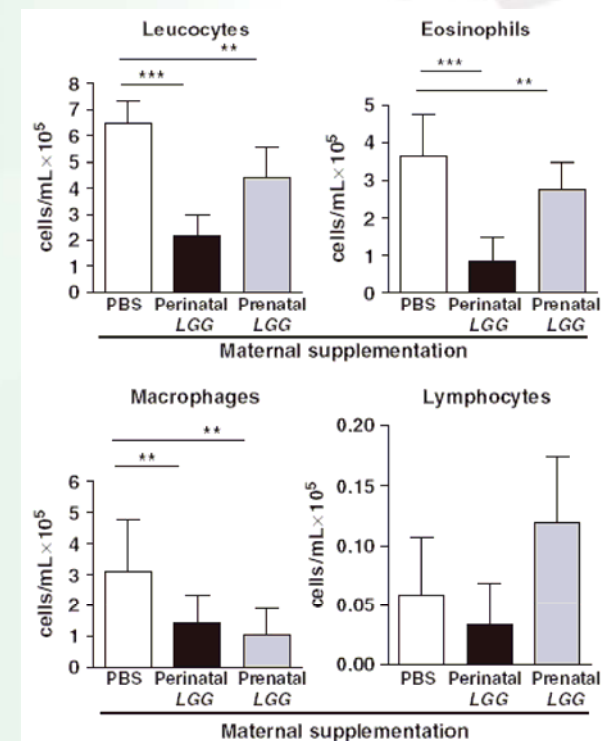 Leucocytes
**
***
8
7
6
5
4
3
2
1
0
cells/mL×10⁵
PBS Perinatal Prenatal
LGG LGG
Eosinophils
***
**
5
4
3
2
1
0
cells/mL×10⁵
PBS Perinatal Prenatal
LGG LGG
Maternal supplementation
Macrophages
**
**
6
5
4
3
2
1
0
cells/mL×10⁵
PBS Perinatal Prenatal
LGG LGG
Lymphocytes
0.20
0.15
0.10
0.05
0.00
cells/mL×10⁵
PBS Perinatal Prenatal
LGG LGG
Maternal supplementation